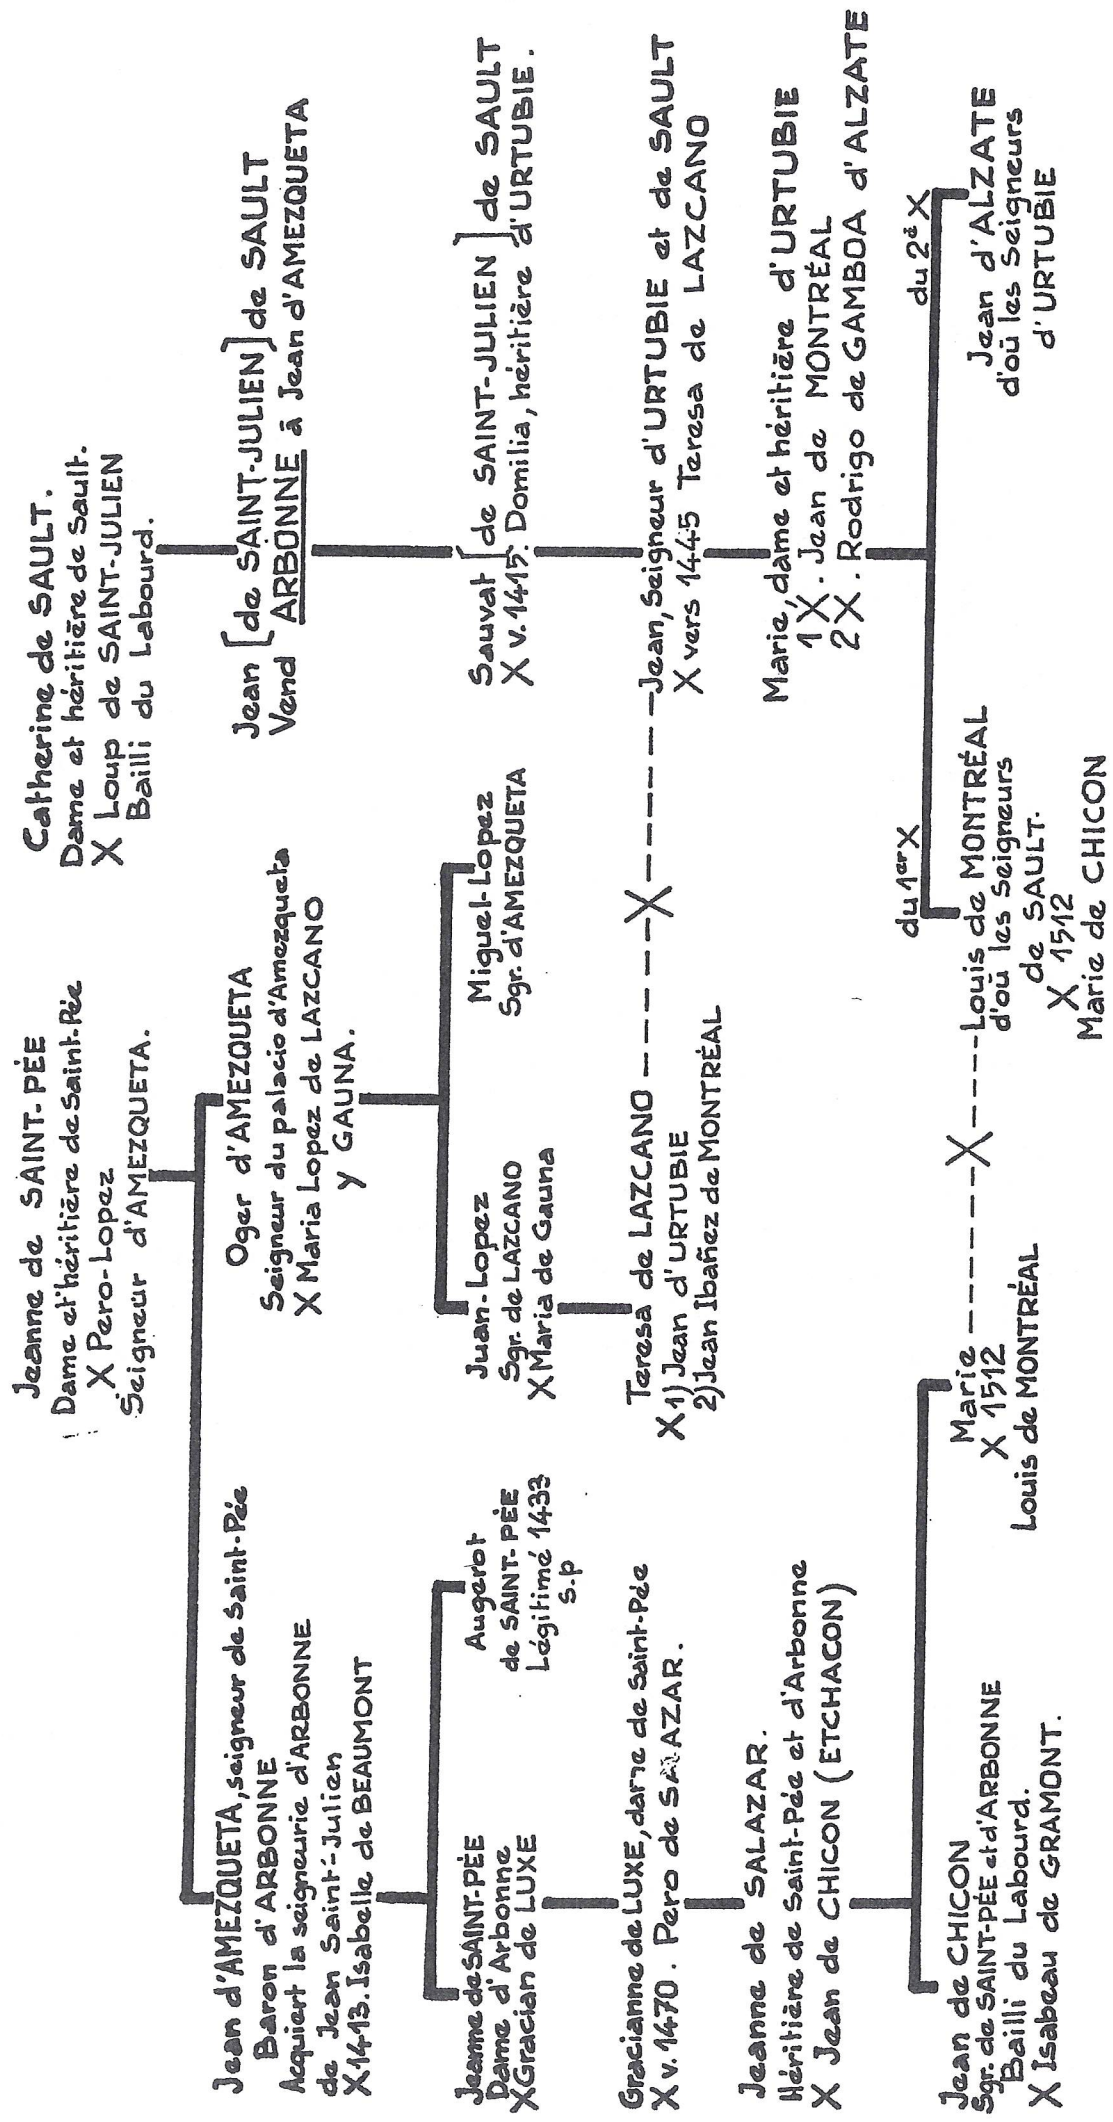 Jeanne de SAINT-PÉE
Dame et héritière de Saint-Pée
X Pero-Lopez
Seigneur d'AMEZQUETA.
Catherine de SAULT.
Dame et héritière de Sault.
X Loup de SAINT-JULIEN
Bailli du Labourd.
Jean d'AMEZQUETA, seigneur de Saint-Pée
Baron d'ARBONNE
Acquiert la seigneurie d'ARBONNE
de Jean Saint-Julien
X 1413. Isabelle de BEAUMONT
Oger d'AMEZQUETA
Seigneur du palacio d'Amezqueta
X Maria Lopez de LAZCANO
y GAUNA.
Jean [de SAINT-JULIEN] de SAULT
Vend ARBONNE à Jean d'AMEZQUETA
Jeanne de SAINT-PÉE
Dame d'Arbonne
X Gracian de LUXE
Augerot
de SAINT-PÉE
Légitimé 1433
s.p
Juan-Lopez
Sgr. de LAZCANO
X Maria de Gauna
Miguel-Lopez
Sgr. d'AMEZQUETA
Sauvat [de SAINT-JULIEN] de SAULT
X v. 1415. Domilia, héritière d'URTUBIE.
Gracianne de LUXE, dame de Saint-Pée
X v. 1470. Pero de SALAZAR.
Teresa de LAZCANO --- X --- Jean, Seigneur d'URTUBIE et de SAULT
X 1) Jean d'URTUBIE
2) Jean Ibañez de MONTRÉAL
X vers 1445 Teresa de LAZCANO
Jeanne de SALAZAR.
Héritière de Saint-Pée et d'Arbonne
X Jean de CHICON (ETCHACON)
Marie, dame et héritière d'URTUBIE
1 X. Jean de MONTRÉAL
2 X. Rodrigo de GAMBOA d'ALZATE
du 1er X
du 2è X
Jean de CHICON
Sgr. de SAINT-PÉE et d'ARBONNE
Bailli du Labourd.
X Isabeau de GRAMONT.
Marie --- X --- Louis de MONTRÉAL
X 1512
Louis de MONTRÉAL
d'où les seigneurs
de SAULT.
X 1512
Marie de CHICON
Jean d'ALZATE
d'où les seigneurs
d'URTUBIE